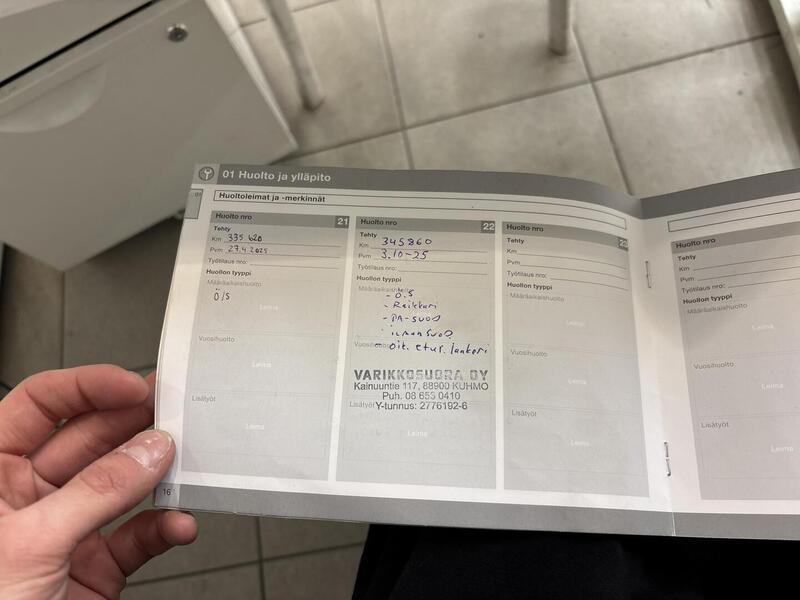 01 Huolto ja ylläpito
Huoltoleimat ja -merkinnät
Huolto nro 21
Tehty
Km 335 620
Pvm 27.4.2025
Työtilaus nro:
Huollon tyyppi
Määräaikaishuolto
Ö/S
Leima
Vuosihuolto
Leima
Lisätyöt
Leima
Huolto nro 22
Tehty
Km 345860
Pvm 3.10-25
Työtilaus nro:
Huollon tyyppi
Määräaikaishuolto
- Ö.S
- Raikkari
- PA-SUOD
- ILMANSUOD
Vuosihuolto
- Oik. etur. laakeri
VARIKKOSUORA OY
Kainuuntie 117, 88900 KUHMO
Puh. 08 653 0410
Lisätyöt
Y-tunnus: 2776192-6
Leima
Huolto nro 23
Tehty
Km
Pvm
Työtilaus nro:
Huollon tyyppi
Määräaikaishuolto
Leima
Vuosihuolto
Leima
Lisätyöt
Leima
16
Huolto nro
Tehty
Km
Pvm
Työtilaus nro:
Huollon tyyppi
Määräaikaishuolto
Leima
Vuosihuolto
Leima
Lisätyöt
Leima